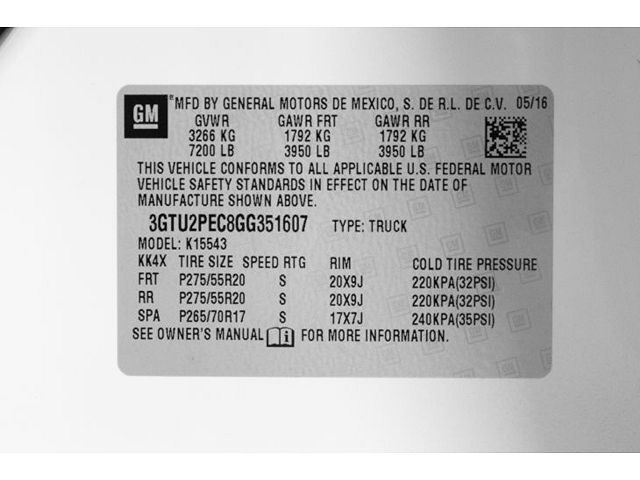 GM MFD BY GENERAL MOTORS DE MEXICO, S. DE R.L. DE C.V. 05/16
GVWR GAWR FRT GAWR RR
3266 KG 1792 KG 1792 KG
7200 LB 3950 LB 3950 LB
THIS VEHICLE CONFORMS TO ALL APPLICABLE U.S. FEDERAL MOTOR
VEHICLE SAFETY STANDARDS IN EFFECT ON THE DATE OF
MANUFACTURE SHOWN ABOVE.
3GTU2PEC8GG351607 TYPE: TRUCK
MODEL: K15543
KK4X TIRE SIZE SPEED RTG RIM COLD TIRE PRESSURE
FRT P275/55R20 S 20X9J 220KPA(32PSI)
RR P275/55R20 S 20X9J 220KPA(32PSI)
SPA P265/70R17 S 17X7J 240KPA(35PSI)
SEE OWNER'S MANUAL i FOR MORE INFORMATION.